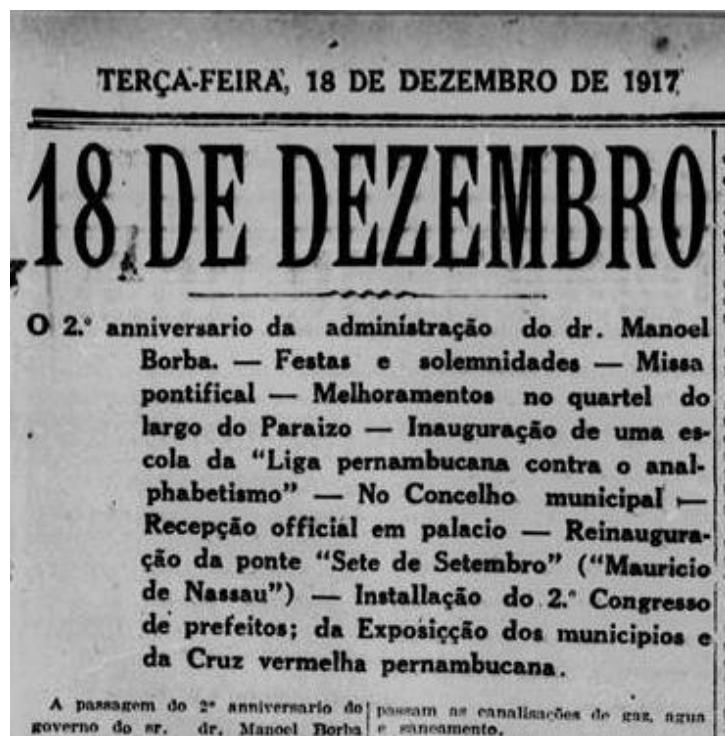 TERÇA-FEIRA, 18 DE DEZEMBRO DE 1917
18 DE DEZEMBRO
O 2.º anniversario da administração do dr. Manoel
Borba. — Festas e solemnidades — Missa
pontifical — Melhoramentos no quartel do
largo do Paraizo — Inauguração de uma es-
cola da "Liga pernambucana contra o anal-
phabetismo" — No Concelho municipal —
Recepção official em palacio — Reinaugura-
ção da ponte "Sete de Setembro" ("Mauricio
de Nassau") — Installação do 2.º Congresso
de prefeitos; da Exposicção dos municipios e
da Cruz vermelha pernambucana.
A passagem do 2º anniversario do
governo do sr. dr. Manoel Borba
passam as canalisações de gaz, agua
e saneamento.